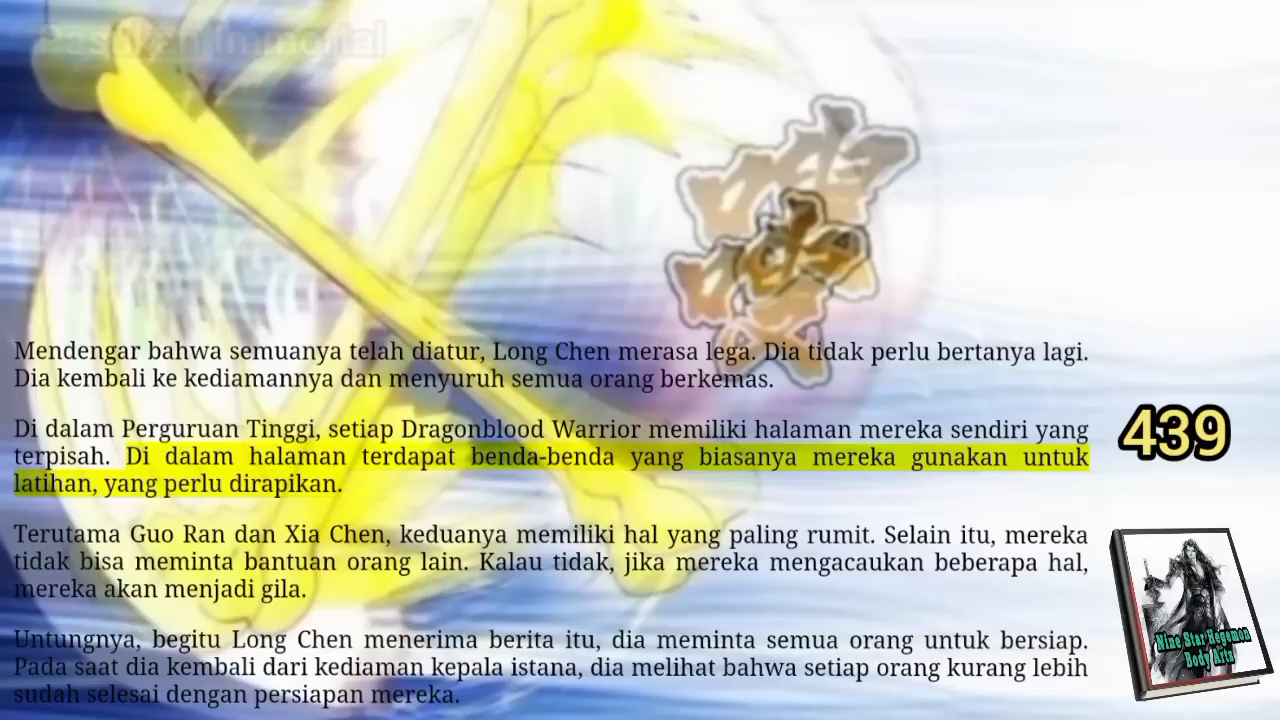 Pasukan Immortal
Mendengar bahwa semuanya telah diatur, Long Chen merasa lega. Dia tidak perlu bertanya lagi.
Dia kembali ke kediamannya dan menyuruh semua orang berkemas.
Di dalam Perguruan Tinggi, setiap Dragonblood Warrior memiliki halaman mereka sendiri yang
terpisah. Di dalam halaman terdapat benda-benda yang biasanya mereka gunakan untuk
latihan, yang perlu dirapikan.
439
Terutama Guo Ran dan Xia Chen, keduanya memiliki hal yang paling rumit. Selain itu, mereka
tidak bisa meminta bantuan orang lain. Kalau tidak, jika mereka mengacaukan beberapa hal,
mereka akan menjadi gila.
Untungnya, begitu Long Chen menerima berita itu, dia meminta semua orang untuk bersiap.
Pada saat dia kembali dari kediaman kepala istana, dia melihat bahwa setiap orang kurang lebih
sudah selesai dengan persiapan mereka.
Nine Star Hegemon
Body Arts